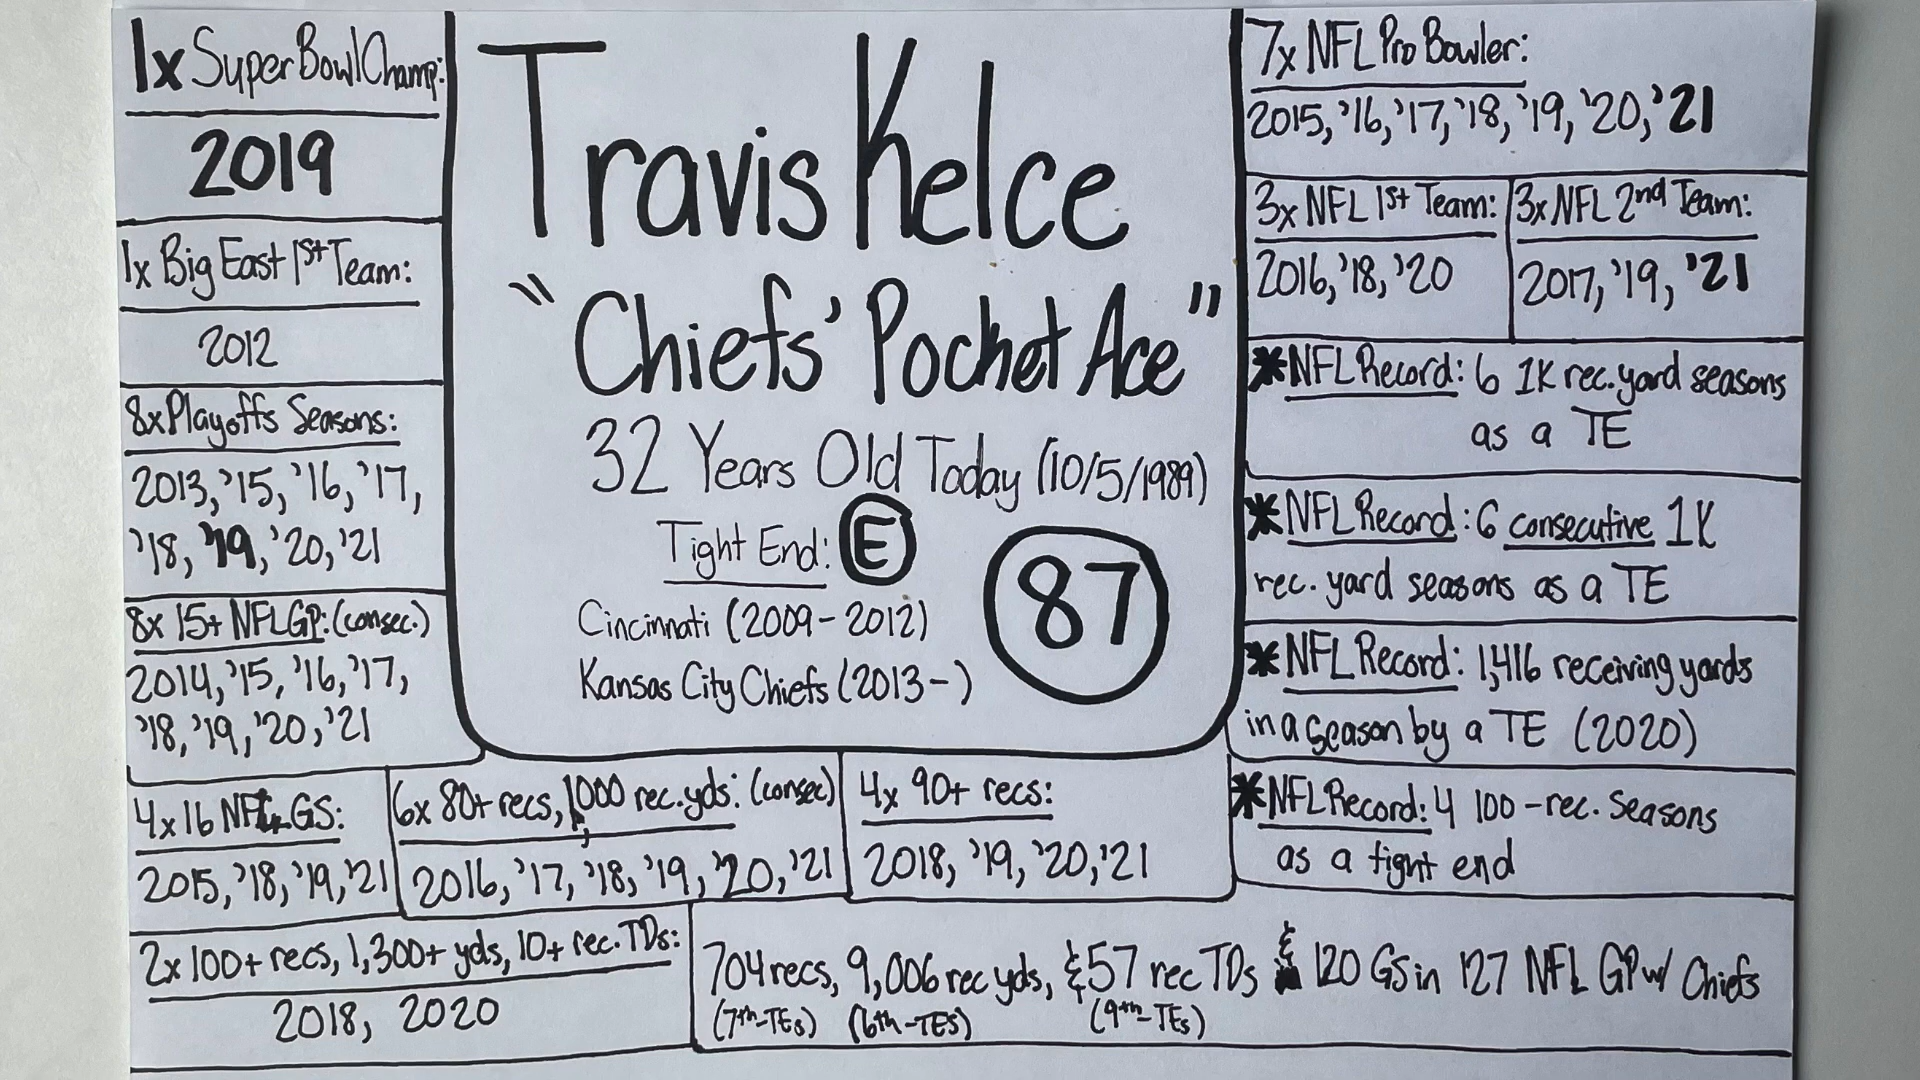 1x Super Bowl Champ:
2019
1x Big East 1st Team:
2012
8x Playoffs Seasons:
2013, '15, '16, '17,
'18, '19, '20, '21
8x 15+ NFL GP: (consec.)
2014, '15, '16, '17,
'18, '19, '20, '21
Travis Kelce
"Chiefs' Pocket Ace"
32 Years Old Today (10/5/1989)
Tight End: E
87
Cincinnati (2009-2012)
Kansas City Chiefs (2013- )
7x NFL Pro Bowler:
2015, '16, '17, '18, '19, '20, '21
3x NFL 1st Team:
2016, '18, '20
3x NFL 2nd Team:
2017, '19, '21
*NFL Record: 6 1K rec. yard seasons
as a TE
*NFL Record: 6 consecutive 1K
rec. yard seasons as a TE
*NFL Record: 1,416 receiving yards
in a season by a TE (2020)
*NFL Record: 4 100-rec. seasons
as a tight end
4x 16 NFL GS:
2015, '18, '19, '21
6x 80+ recs, 1,000 rec. yds: (consec)
2016, '17, '18, '19, '20, '21
4x 90+ recs:
2018, '19, '20, '21
2x 100+ recs, 1,300+ yds, 10+ rec. TDs:
2018, 2020
704 recs, 9,006 rec yds, & 57 rec TDs & 120 GS in 127 NFL GP w/ Chiefs
(7th-TEs) (6th-TES) (9th-TEs)